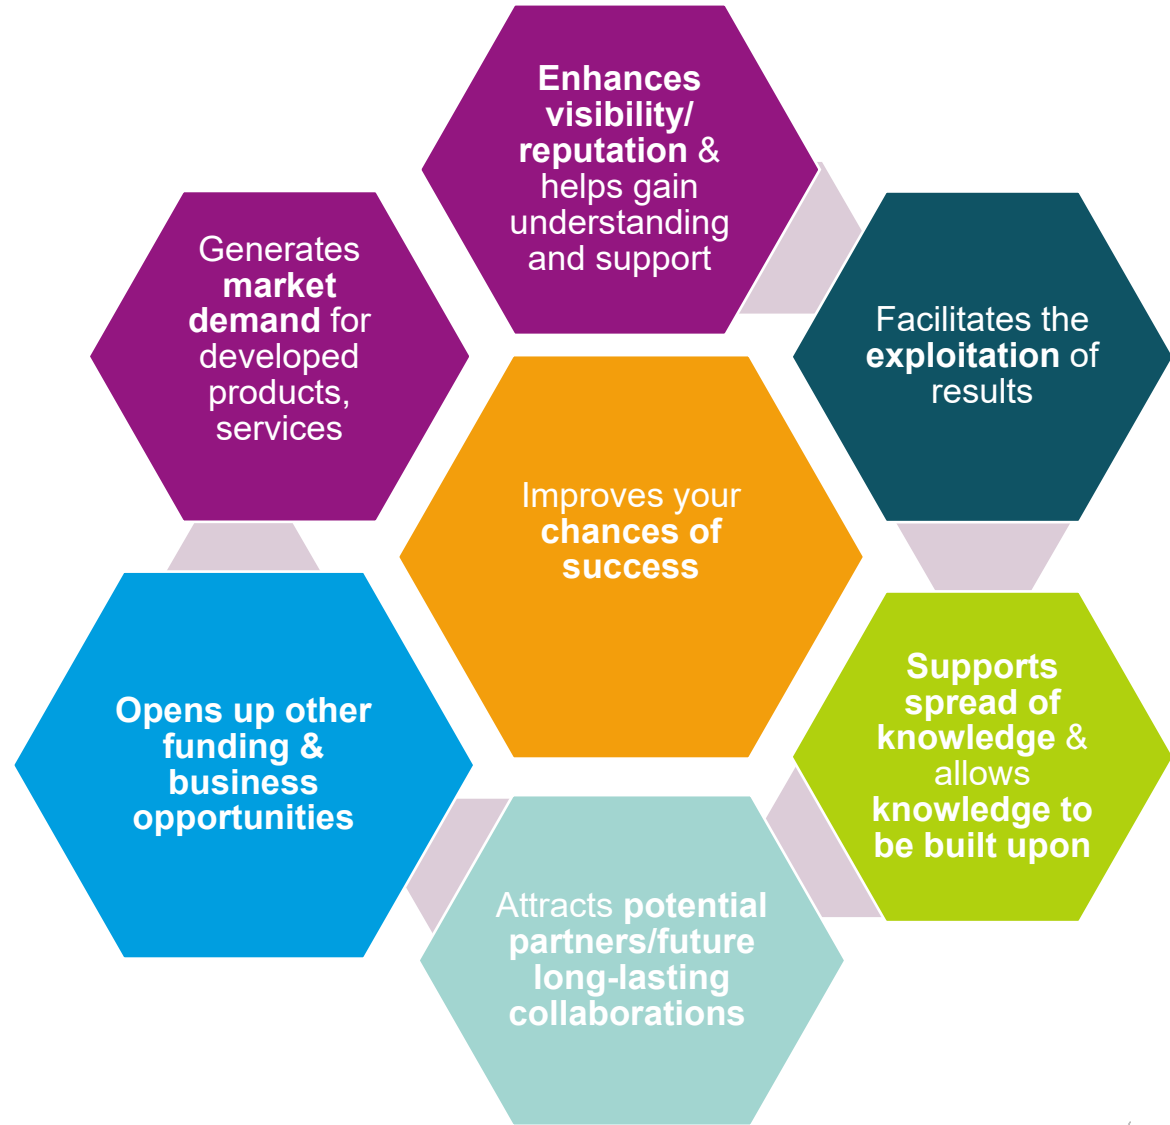 Enhances
visibility/
reputation &
helps gain
understanding
and support
Generates
market
demand for
developed
products,
services
Facilitates the
exploitation of
results
Improves your
chances of
success
Supports
spread of
knowledge &
allows
knowledge to
be built upon
Opens up other
funding &
business
opportunities
Attracts potential
partners/future
long-lasting
collaborations